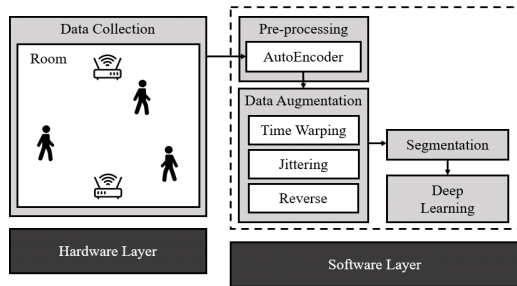 Data Collection
Room
Hardware Layer
Pre-processing
AutoEncoder
Data Augmentation
Time Warping
Jittering
Reverse
Segmentation
Deep
Learning
Software Layer